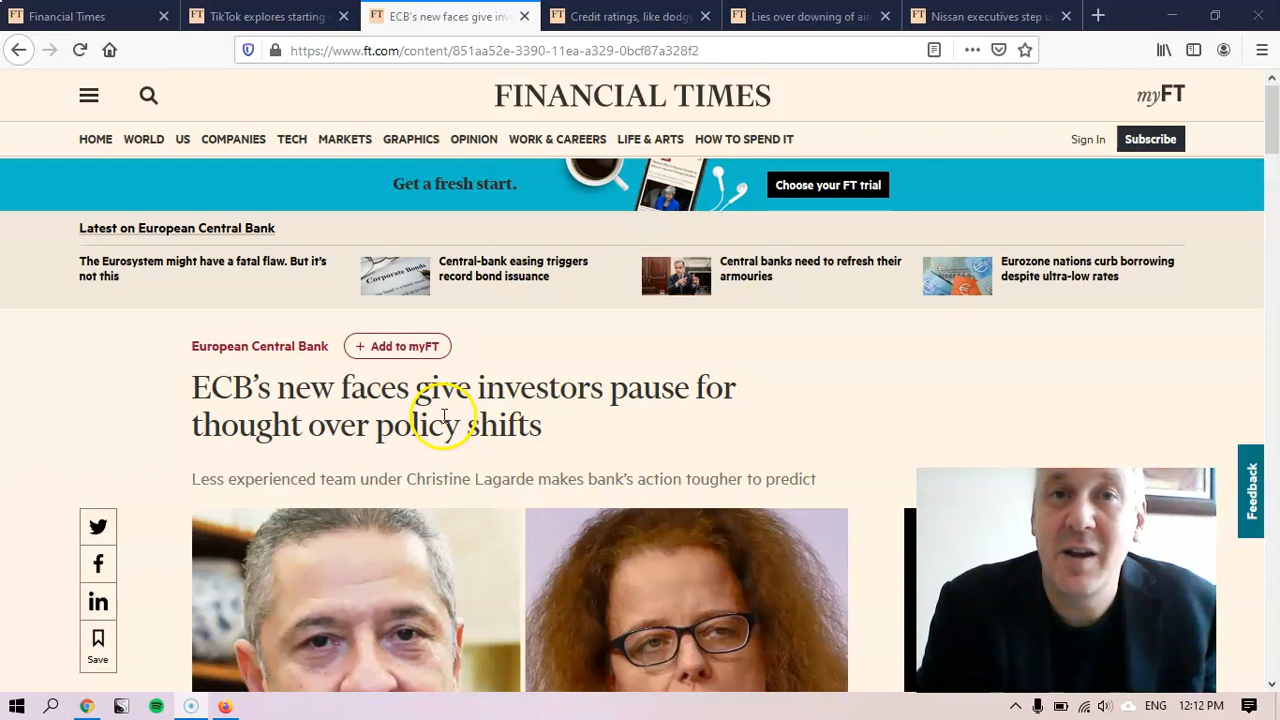 Financial Times
TikTok explores starting
ECB's new faces give inv
Credit ratings, like dodgy
Lies over downing of air
Nissan executives step u
https://www.ft.com/content/851aa52e-3390-11ea-a329-0bcf87a328f2
FINANCIAL TIMES
myFT
HOME WORLD US COMPANIES TECH MARKETS GRAPHICS OPINION WORK & CAREERS LIFE & ARTS HOW TO SPEND IT
Sign In
Subscribe
Get a fresh start.
Choose your FT trial
Latest on European Central Bank
The Eurosystem might have a fatal flaw. But it's
not this
Corporate Bonds
Central-bank easing triggers
record bond issuance
Central banks need to refresh their
armouries
Eurozone nations curb borrowing
despite ultra-low rates
European Central Bank
+ Add to myFT
ECB's new faces give investors pause for
thought over policy shifts
Less experienced team under Christine Lagarde makes bank's action tougher to predict
Feedback
Save
ENG
12:12 PM